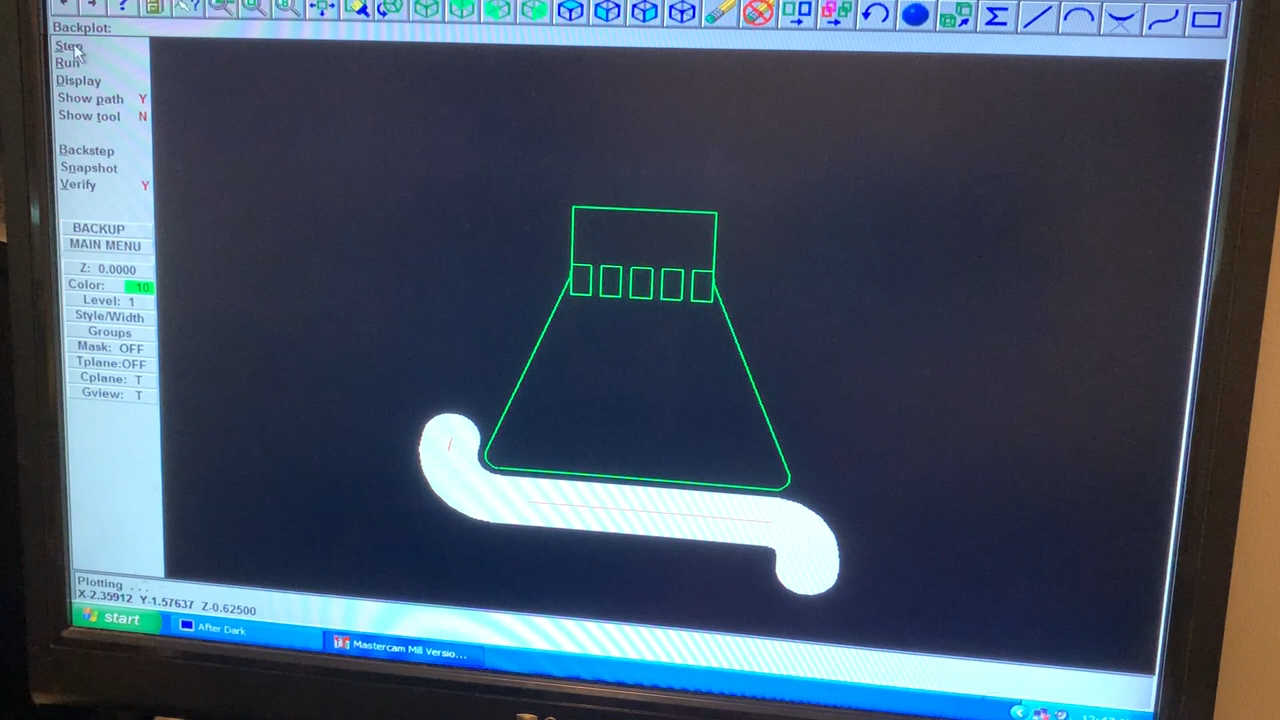 Backplot:
Step
Run
Display
Show path Y
Show tool N
Backstep
Snapshot
Verify Y
BACKUP
MAIN MENU
Z: 0.0000
Color: 10
Level: 1
Style/Width
Groups
Mask: OFF
Tplane:OFF
Cplane: T
Gview: T
Plotting . . .
X-2.35912 Y-1.57637 Z-0.62500
start
After Dark
Mastercam Mill Versio...